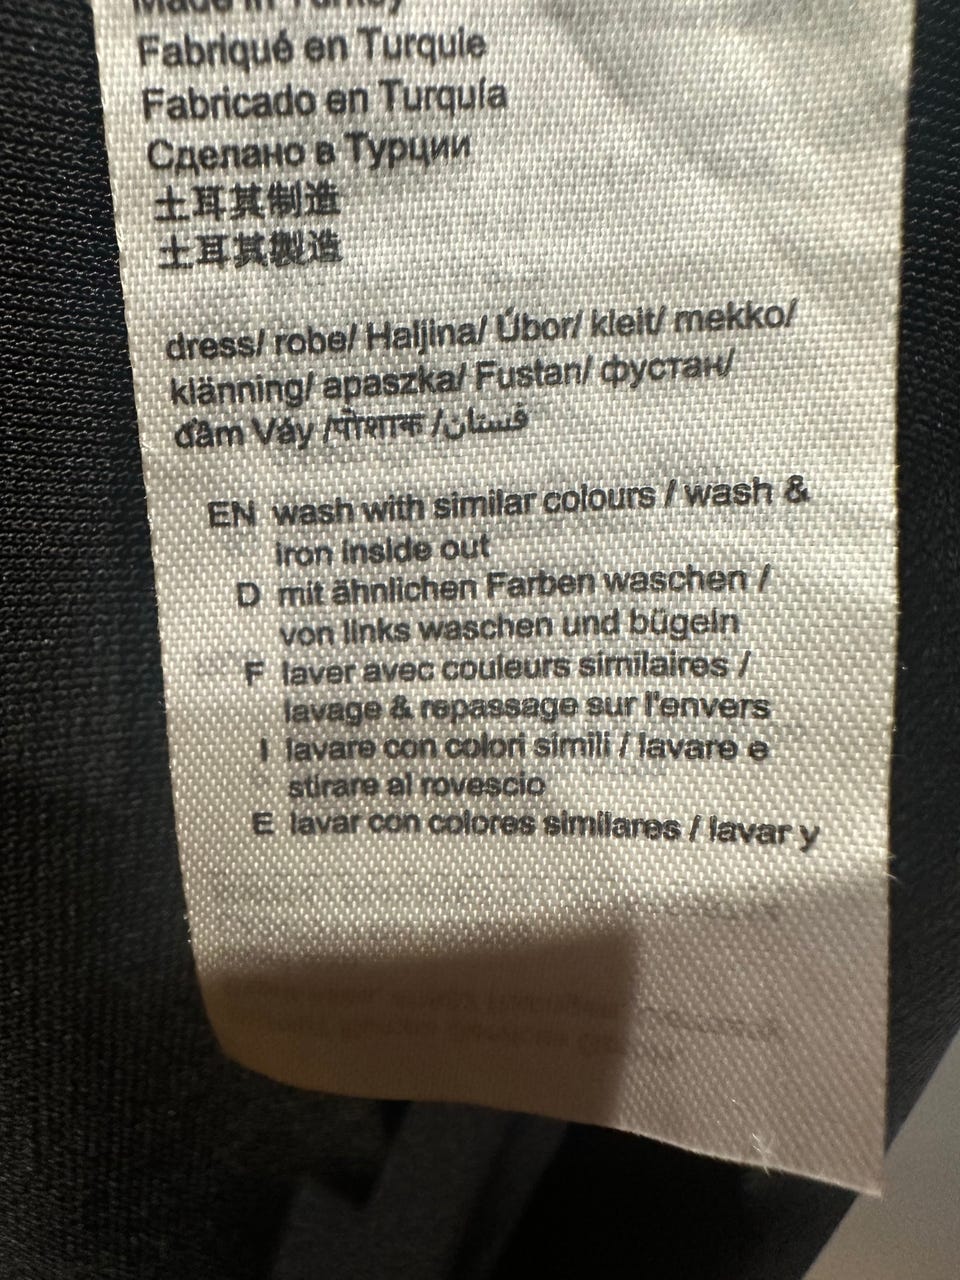 Made in Turkey
Fabriqué en Turquie
Fabricado en Turquía
Сделано в Турции
土耳其制造
土耳其製造
dress/ robe/ Haljina/ Úbor/ kleit/ mekko/
klänning/ apaszka/ Fustan/ фустан/
đầm Váy /पोशाक /فستان
EN wash with similar colours / wash &
iron inside out
D mit ähnlichen Farben waschen /
von links waschen und bügeln
F laver avec couleurs similaires /
lavage & repassage sur l'envers
I lavare con colori simili / lavare e
stirare al rovescio
E lavar con colores similares / lavar y